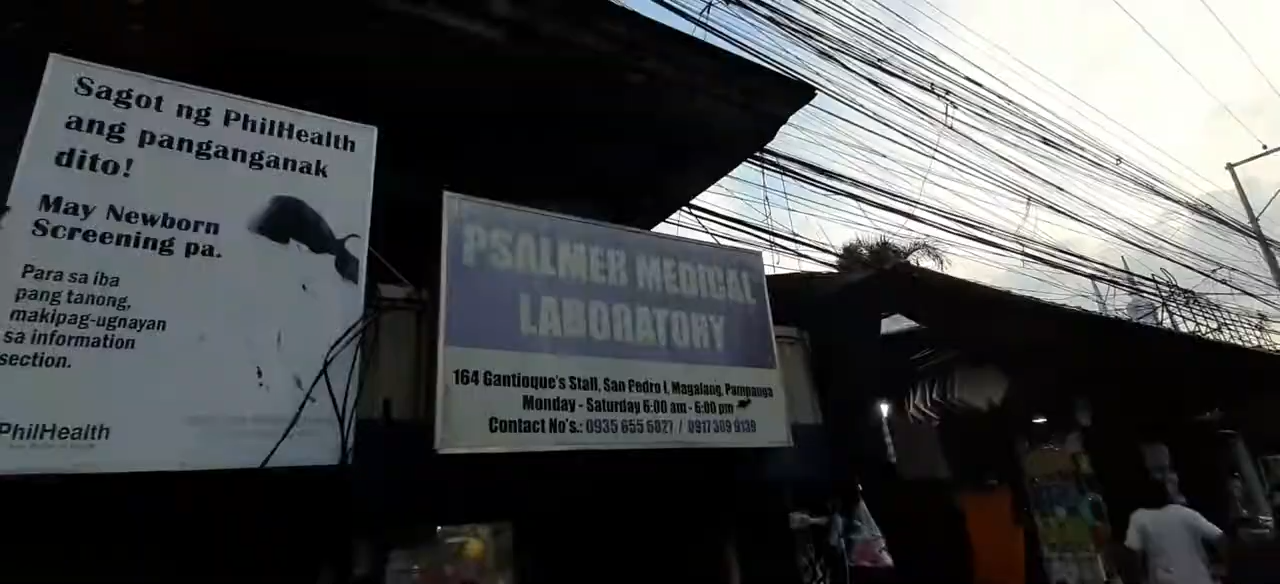 Sagot ng PhilHealth
ang panganganak
dito!
May Newborn
Screening pa.
Para sa iba
pang tanong,
makipag-ugnayan
sa information
section.
PhilHealth
PSALMER MEDICAL
LABORATORY
164 Gantioque's Stall, San Pedro I, Magalang, Pampanga
Monday - Saturday 6:00 am - 6:00 pm
Contact No's.: 0935 655 6827 / 0917 309 9139